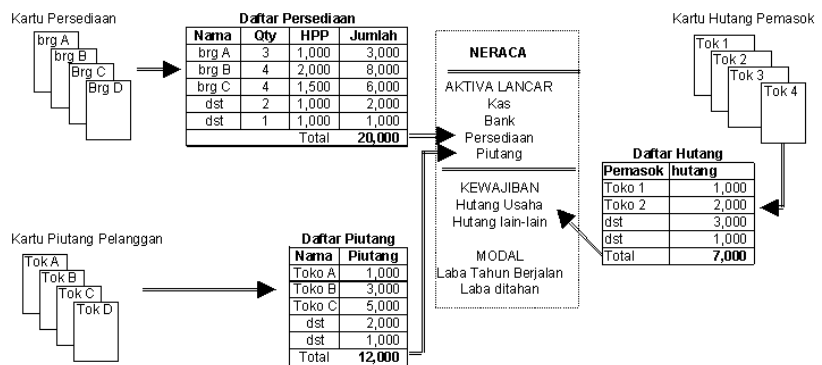 Kartu Persediaan
brg A
brg B
Brg C
Brg D
Daftar Persediaan
Nama Qty HPP Jumlah
brg A 3 1,000 3,000
brg B 4 2,000 8,000
brg C 4 1,500 6,000
dst 2 1,000 2,000
dst 1 1,000 1,000
Total 20,000
NERACA
AKTIVA LANCAR
Kas
Bank
Persediaan
Piutang
KEWAJIBAN
Hutang Usaha
Hutang lain-lain
MODAL
Laba Tahun Berjalan
Laba ditahan
Kartu Hutang Pemasok
Tok 1
Tok 2
Tok 3
Tok 4
Daftar Hutang
Pemasok hutang
Toko 1 1,000
Toko 2 2,000
dst 3,000
dst 1,000
Total 7,000
Kartu Piutang Pelanggan
Tok A
Tok B
Tok C
Tok D
Daftar Piutang
Nama Piutang
Toko A 1,000
Toko B 3,000
Toko C 5,000
dst 2,000
dst 1,000
Total 12,000